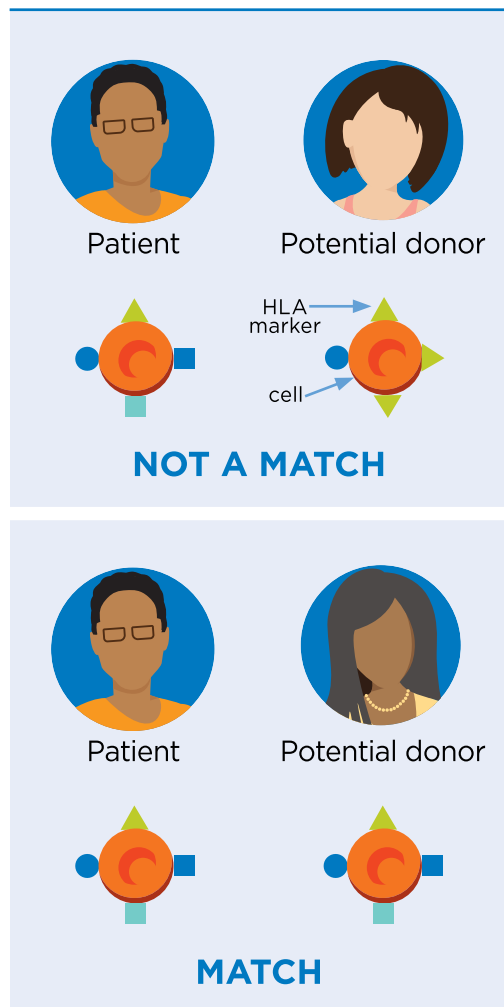 Patient
Potential donor
HLA
marker
cell
NOT A MATCH
Patient
Potential donor
MATCH